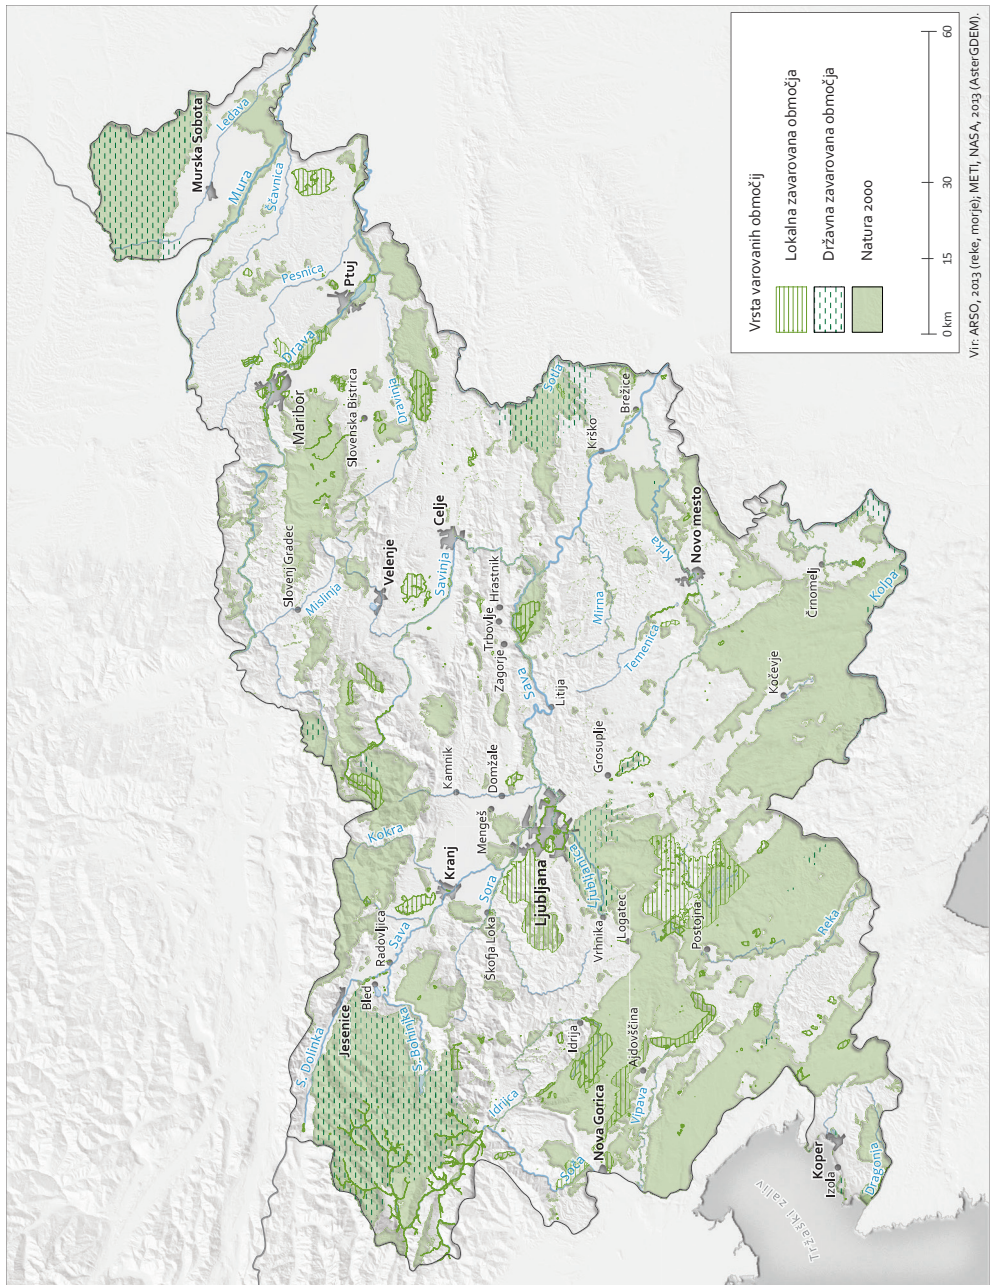 Vrsta varovanih območij
Lokalna zavarovana območja
Državna zavarovana območja
Natura 2000
0 km
15
30
60
Vir: ARSO, 2013 (reke, morje); METI, NASA, 2013 (AsterGDEM).
Murska Sobota
Ledava
Mura
Ščavnica
Pesnica
Ptuj
Drava
Maribor
Slovenska Bistrica
Dravinja
Sotla
Brežice
Krško
Celje
Slovenj Gradec
Mislinja
Velenje
Savinja
Hrastnik
Trbovlje
Zagorje
Sava
Litija
Mirna
Temenica
Krka
Novo mesto
Črnomelj
Kolpa
Kočevje
Grosuplje
Kamnik
Domžale
Mengeš
Kokra
Kranj
Sora
Ljubljana
Ljubljanica
Vrhnika
Logatec
Postojna
Reka
Škofja Loka
Radovljica
Sava
Bled
Jesenice
S. Dolinka
S. Bohinjka
Idrijca
Idrija
Ajdovščina
Vipava
Nova Gorica
Soča
Koper
Izola
Dragonja
Tržaški zaliv